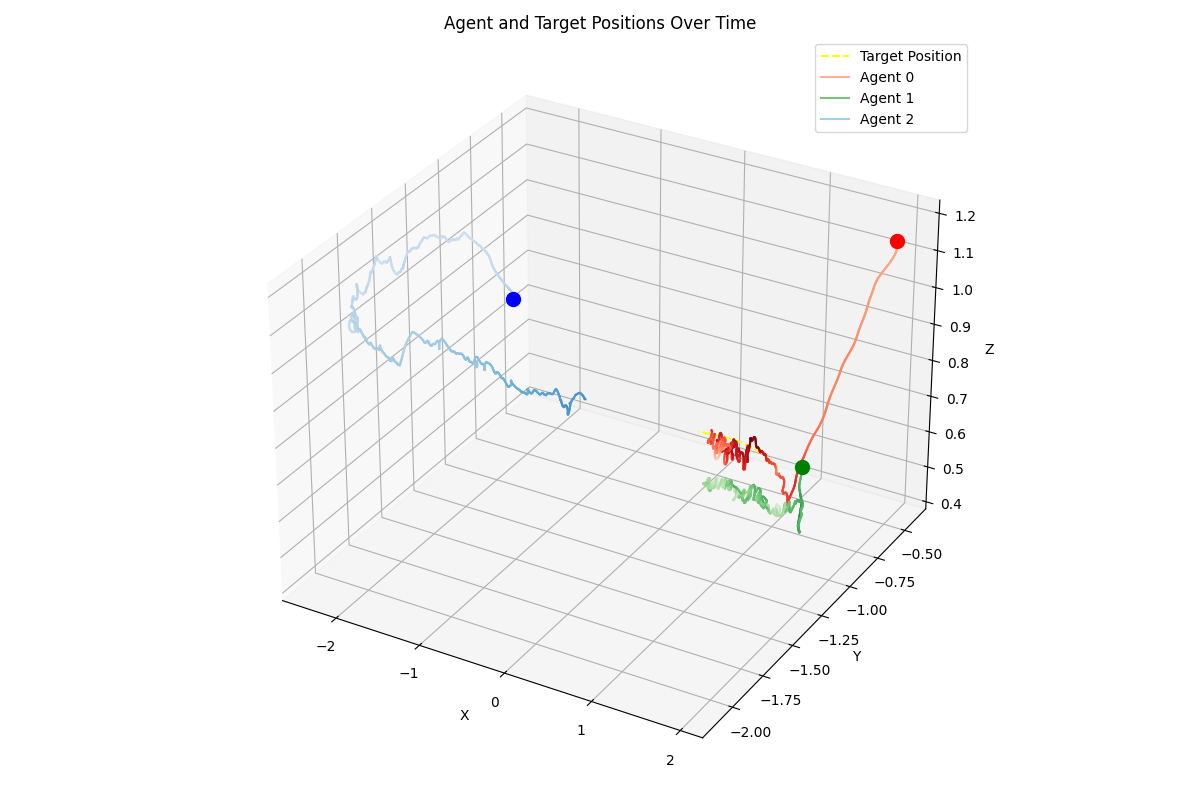 Agent and Target Positions Over Time
Target Position
Agent 0
Agent 1
Agent 2
1.2
1.1
1.0
0.9
0.8
0.7
0.6
0.5
0.4
Z
−0.50
−0.75
−1.00
−1.25
−1.50
−1.75
−2.00
Y
−2
−1
0
1
2
X